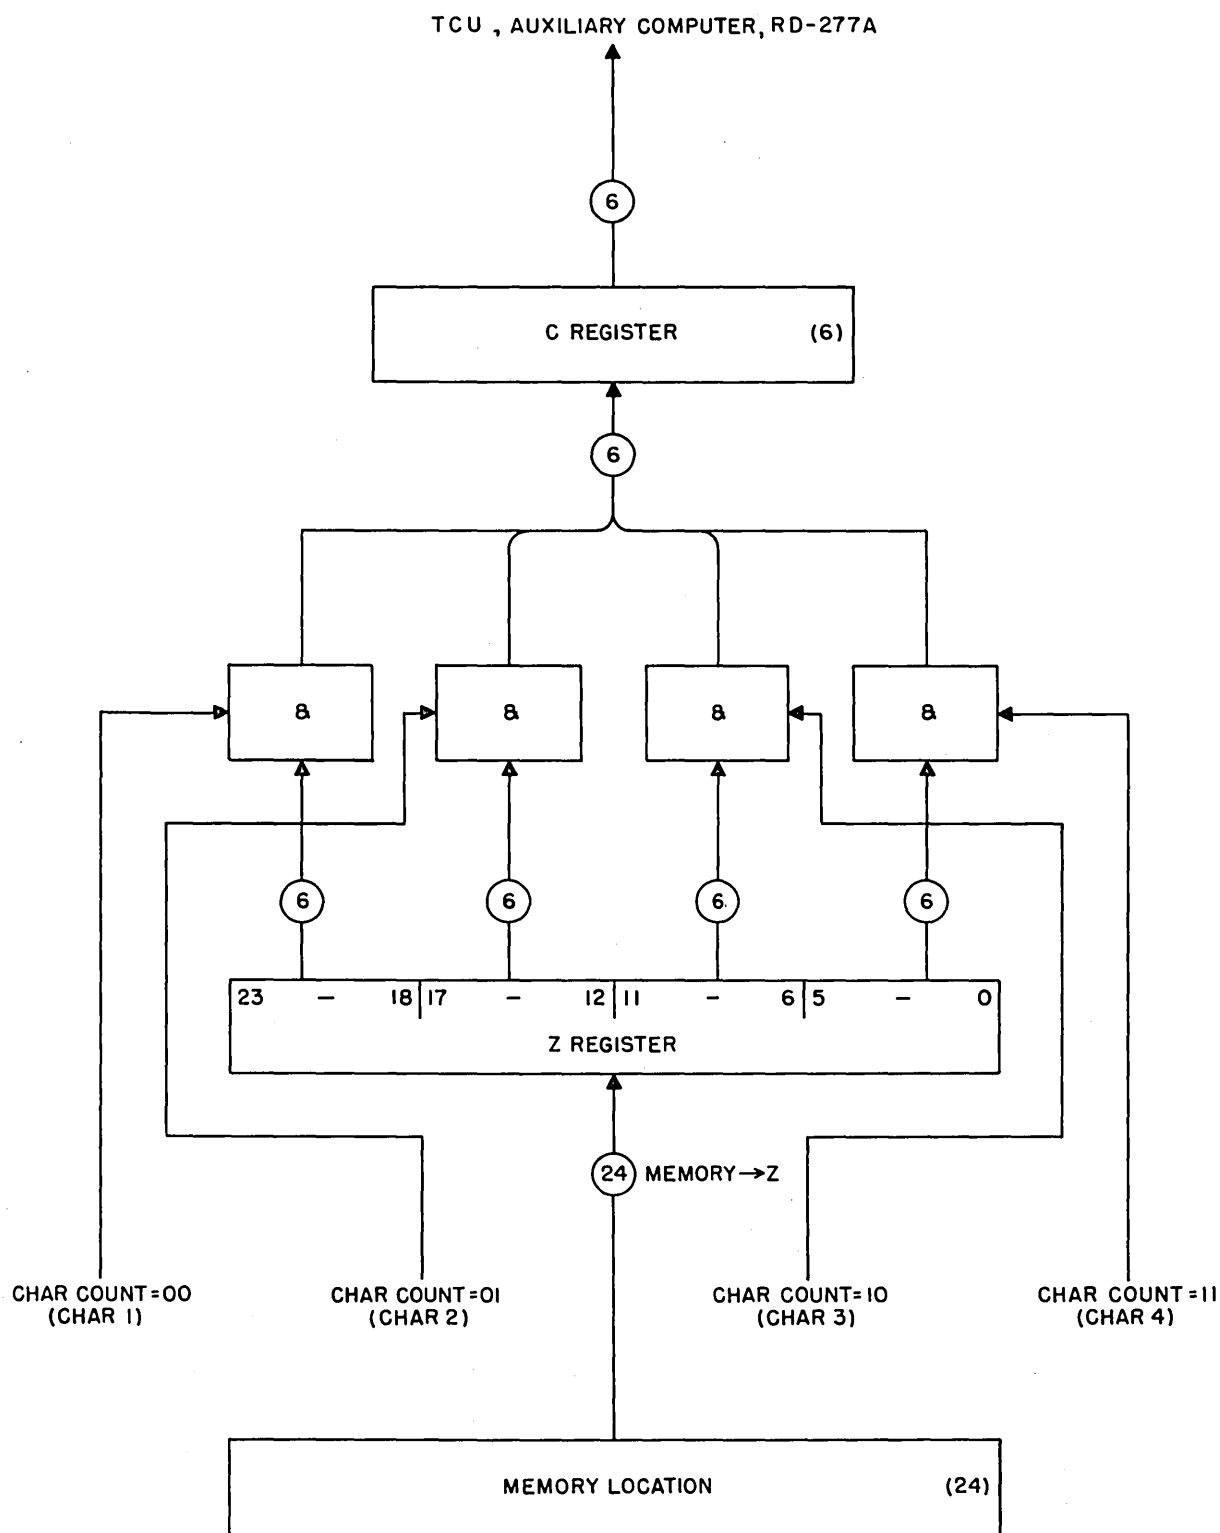 TCU , AUXILIARY COMPUTER, RD-277A
6
C REGISTER (6)
6
& & & &
6 6 6 6
23 – 18 17 – 12 11 – 6 5 – 0
Z REGISTER
24 MEMORY→Z
CHAR COUNT=00 CHAR COUNT=01 CHAR COUNT=10 CHAR COUNT=11
(CHAR 1) (CHAR 2) (CHAR 3) (CHAR 4)
MEMORY LOCATION (24)